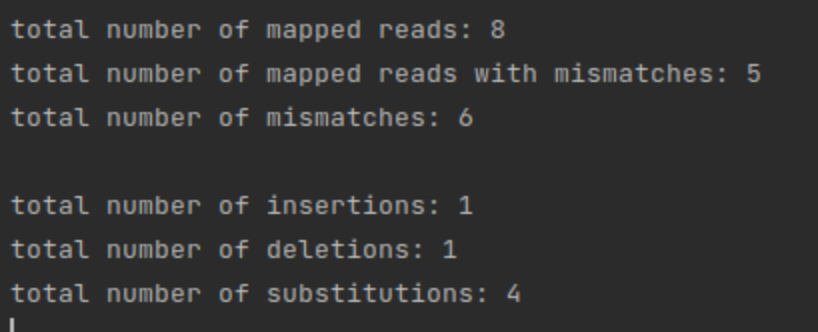 total number of mapped reads: 8
total number of mapped reads with mismatches: 5
total number of mismatches: 6
total number of insertions: 1
total number of deletions: 1
total number of substitutions: 4